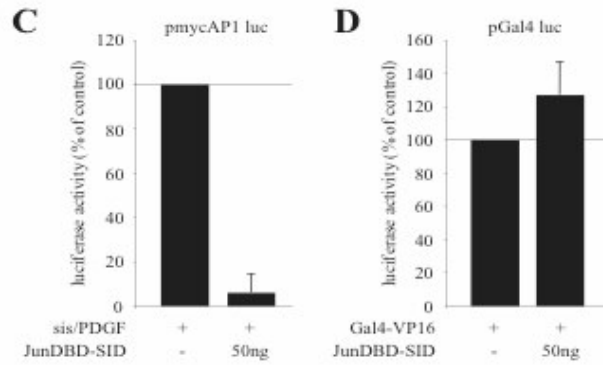 C
pmycAP1 luc
luciferase activity (% of control)
120
100
80
60
40
20
0
sis/PDGF + +
JunDBD-SID - 50ng
D
pGal4 luc
luciferase activity (% of control)
160
140
120
100
80
60
40
20
0
Gal4-VP16 + +
JunDBD-SID - 50ng